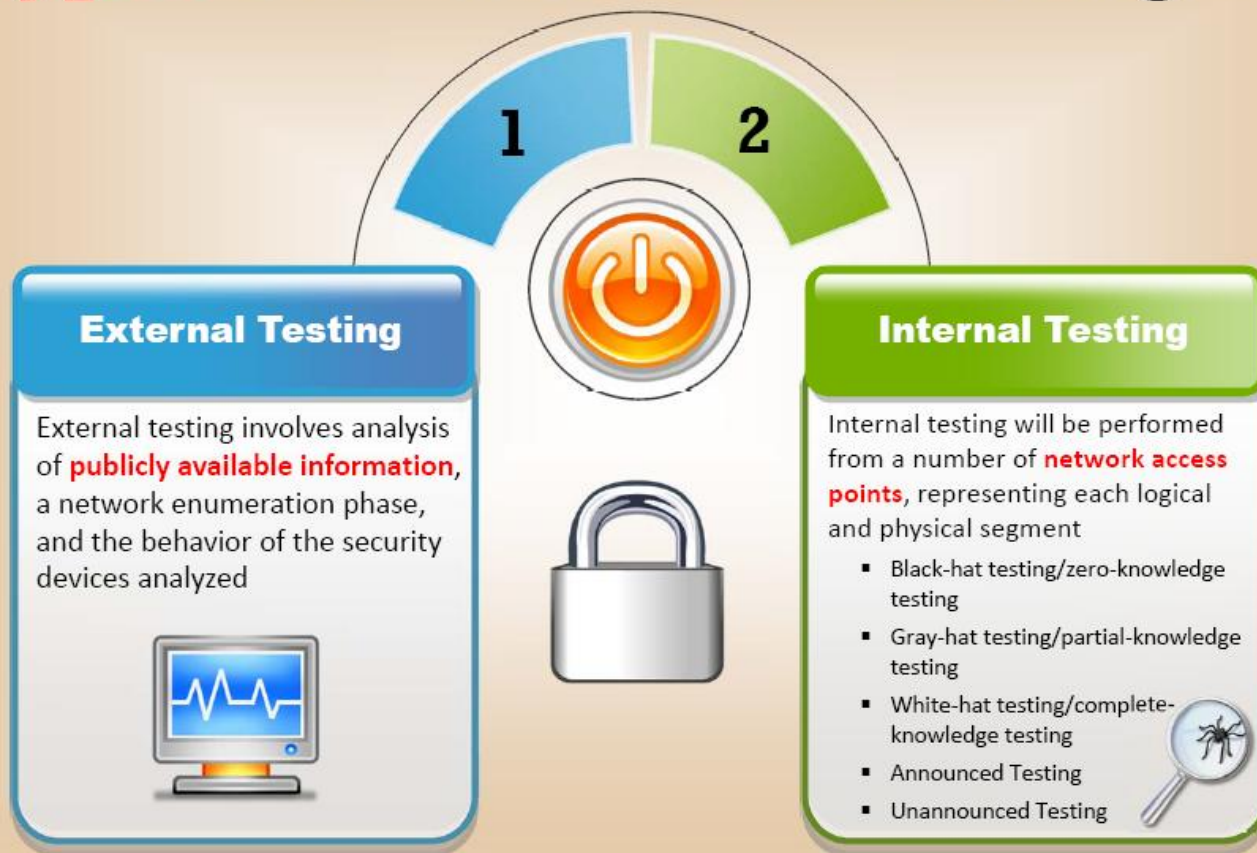 1
2
External Testing
External testing involves analysis
of publicly available information,
a network enumeration phase,
and the behavior of the security
devices analyzed
Internal Testing
Internal testing will be performed
from a number of network access
points, representing each logical
and physical segment
▪ Black-hat testing/zero-knowledge
testing
▪ Gray-hat testing/partial-knowledge
testing
▪ White-hat testing/complete-
knowledge testing
▪ Announced Testing
▪ Unannounced Testing